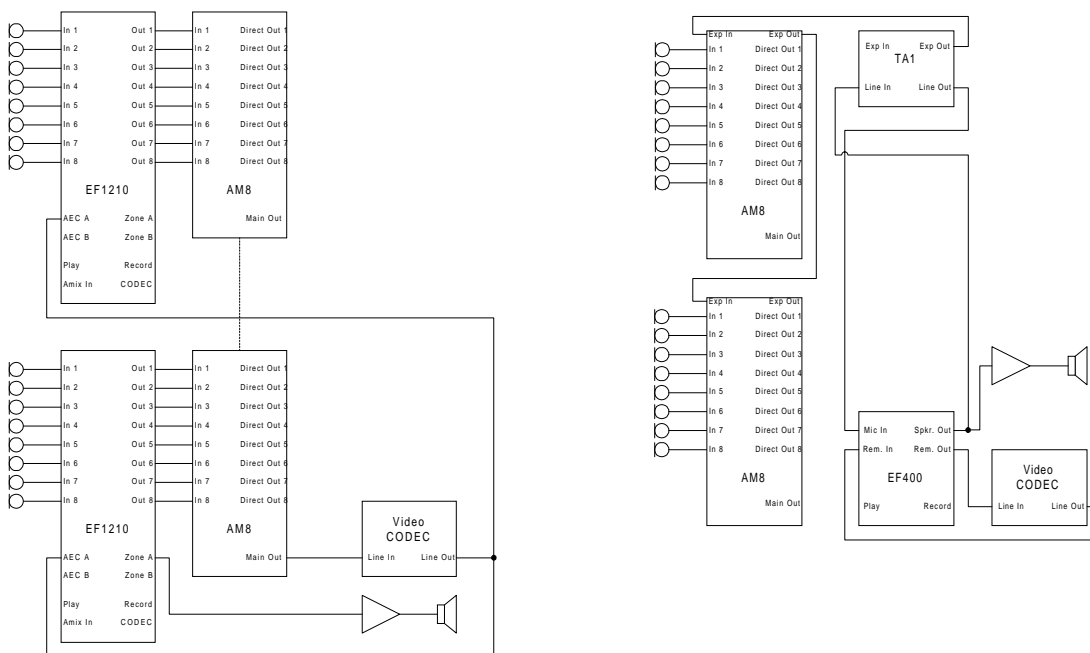 In 1 Out 1 In 1 Direct Out 1
In 2 Out 2 In 2 Direct Out 2
In 3 Out 3 In 3 Direct Out 3
In 4 Out 4 In 4 Direct Out 4
In 5 Out 5 In 5 Direct Out 5
In 6 Out 6 In 6 Direct Out 6
In 7 Out 7 In 7 Direct Out 7
In 8 Out 8 In 8 Direct Out 8
EF1210 AM8
AEC A Zone A Main Out
AEC B Zone B
Play Record
Amix In CODEC
In 1 Out 1 In 1 Direct Out 1
In 2 Out 2 In 2 Direct Out 2
In 3 Out 3 In 3 Direct Out 3
In 4 Out 4 In 4 Direct Out 4
In 5 Out 5 In 5 Direct Out 5
In 6 Out 6 In 6 Direct Out 6
In 7 Out 7 In 7 Direct Out 7
In 8 Out 8 In 8 Direct Out 8
EF1210 AM8
AEC A Zone A Main Out
AEC B Zone B
Play Record
Amix In CODEC
Video
CODEC
Line In Line Out
Exp In Exp Out
In 1 Direct Out 1
In 2 Direct Out 2
In 3 Direct Out 3
In 4 Direct Out 4
In 5 Direct Out 5
In 6 Direct Out 6
In 7 Direct Out 7
In 8 Direct Out 8
AM8
Main Out
Exp In Exp Out
TA1
Line In Line Out
Exp In Exp Out
In 1 Direct Out 1
In 2 Direct Out 2
In 3 Direct Out 3
In 4 Direct Out 4
In 5 Direct Out 5
In 6 Direct Out 6
In 7 Direct Out 7
In 8 Direct Out 8
AM8
Main Out
Mic In Spkr. Out
Rem. In Rem. Out
EF400
Play Record
Video
CODEC
Line In Line Out